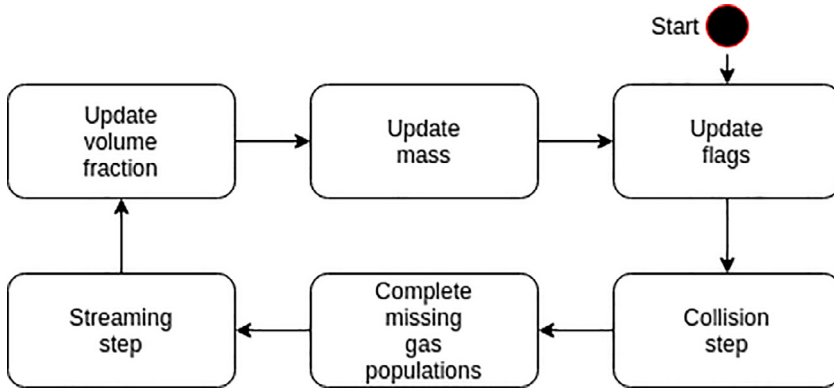 Start
Update
volume
fraction
Update
mass
Update
flags
Streaming
step
Complete
missing
gas
populations
Collision
step